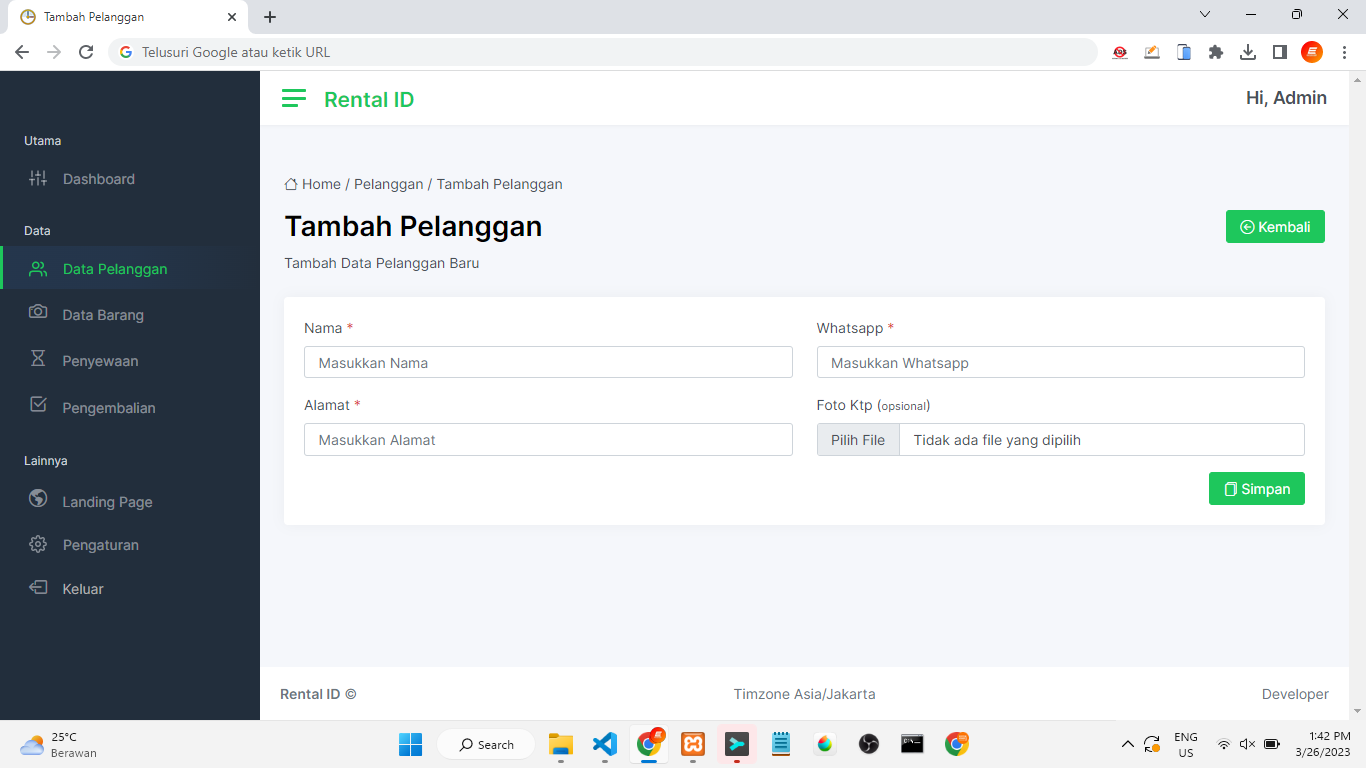 Tambah Pelanggan
Telusuri Google atau ketik URL
Rental ID
Hi, Admin
Utama
Dashboard
Data
Data Pelanggan
Data Barang
Penyewaan
Pengembalian
Lainnya
Landing Page
Pengaturan
Keluar
Home / Pelanggan / Tambah Pelanggan
Tambah Pelanggan
Kembali
Tambah Data Pelanggan Baru
Nama *
Whatsapp *
Masukkan Nama
Masukkan Whatsapp
Alamat *
Foto Ktp (opsional)
Masukkan Alamat
Pilih File
Tidak ada file yang dipilih
Simpan
Rental ID ©
Timzone Asia/Jakarta
Developer
25°C
Berawan
Search
ENG
US
1:42 PM
3/26/2023